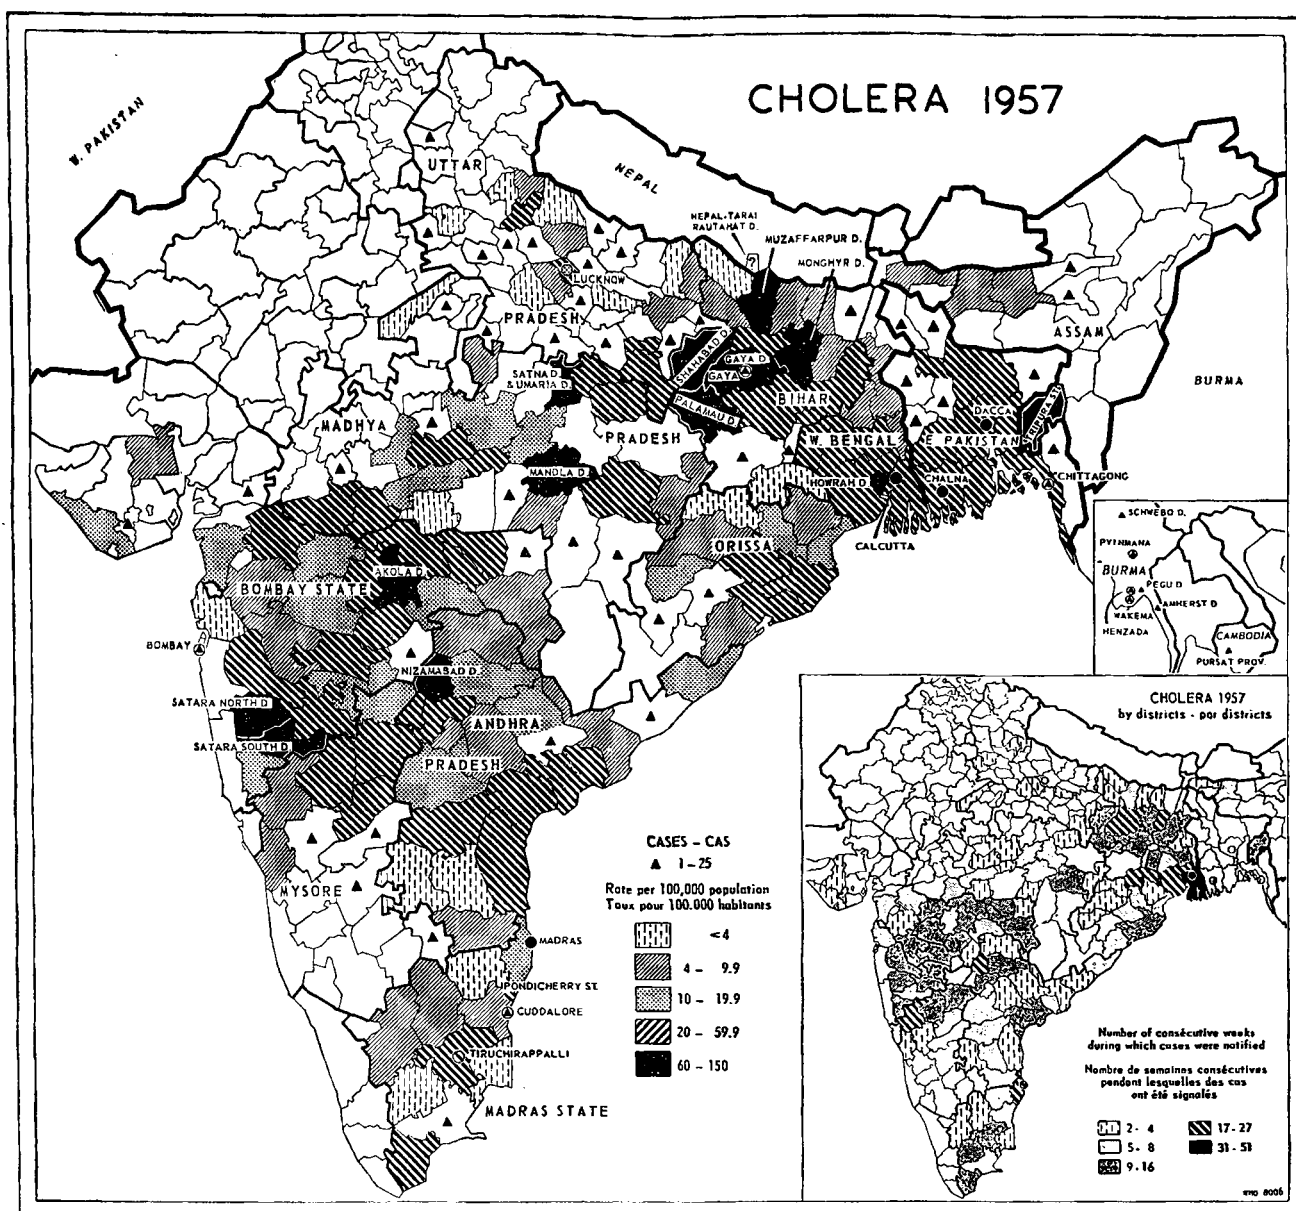 CHOLERA 1957
W. PAKISTAN
UTTAR
NEPAL
NEPAL-TARAI
RAUTAHAT D.
MUZAFFARPUR D.
MONGHYR D.
?
LUCKNOW
PRADESH
ASSAM
BURMA
SHAHABAD D.
GAYA D.
GAYA
SATNA D.
& UMARIA D.
PALAMAU D.
BIHAR
DACCA
TRIPURA ST.
MADHYA
PRADESH
W. BENGAL
E. PAKISTAN
MANDLA D.
HOWRAH D.
CHALNA
CHITTAGONG
CALCUTTA
ORISSA
AKOLA D.
BOMBAY STATE
BOMBAY
NIZAMABAD D.
SATARA NORTH D.
SATARA SOUTH D.
ANDHRA
PRADESH
MYSORE
MADRAS
PONDICHERRY ST.
CUDDALORE
TIRUCHIRAPPALLI
MADRAS STATE
CASES - CAS
1 - 25
Rate per 100,000 population
Taux pour 100.000 habitants
<4
4 - 9.9
10 - 19.9
20 - 59.9
60 - 150
SCHWEBO D.
PYINMANA
BURMA
PEGU D
AMHERST D
WAKEMA
HENZADA
CAMBODIA
PURSAT PROV.
CHOLERA 1957
by districts - par districts
Number of consécutive weeks
during which cases were notified
Nombre de semaines consécutives
pendant lesquelles des cas
ont été signalés
2 - 4
5 - 8
9 - 16
17 - 27
31 - 51
WHO 8006